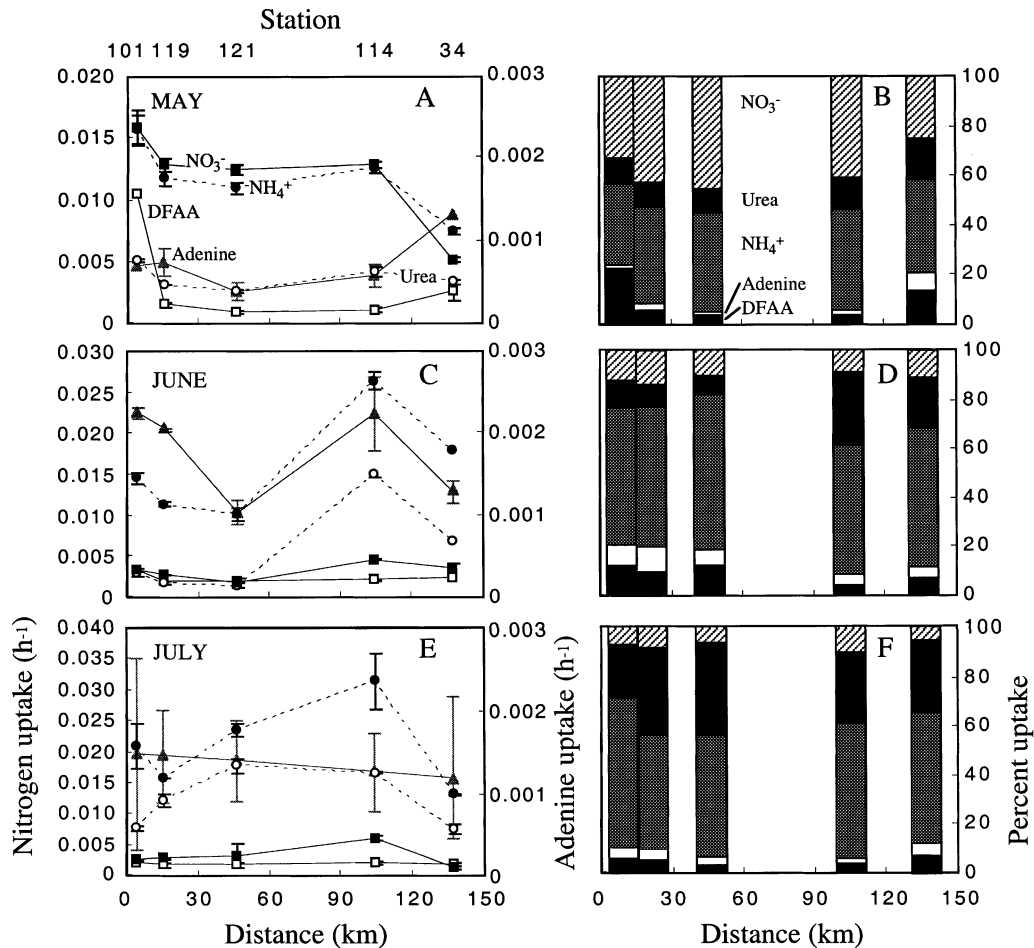 Station
101 119 121 114 34
0.020
0.015
0.010
0.005
0
MAY
A
NO₃⁻
NH₄⁺
DFAA
Adenine
Urea
0.003
0.002
0.001
0
B
NO₃⁻
Urea
NH₄⁺
Adenine
DFAA
100
80
60
40
20
0
0.030
0.025
0.020
0.015
0.010
0.005
0
JUNE
C
0.003
0.002
0.001
0
D
100
80
60
40
20
0
0.040
0.035
0.030
0.025
0.020
0.015
0.010
0.005
0.00
JULY
E
0.003
0.002
0.001
0
F
100
80
60
40
20
0
Nitrogen uptake (h⁻¹)
Adenine uptake (h⁻¹)
Percent uptake
0 30 60 90 120 150
0 30 60 90 120 150
Distance (km)
Distance (km)